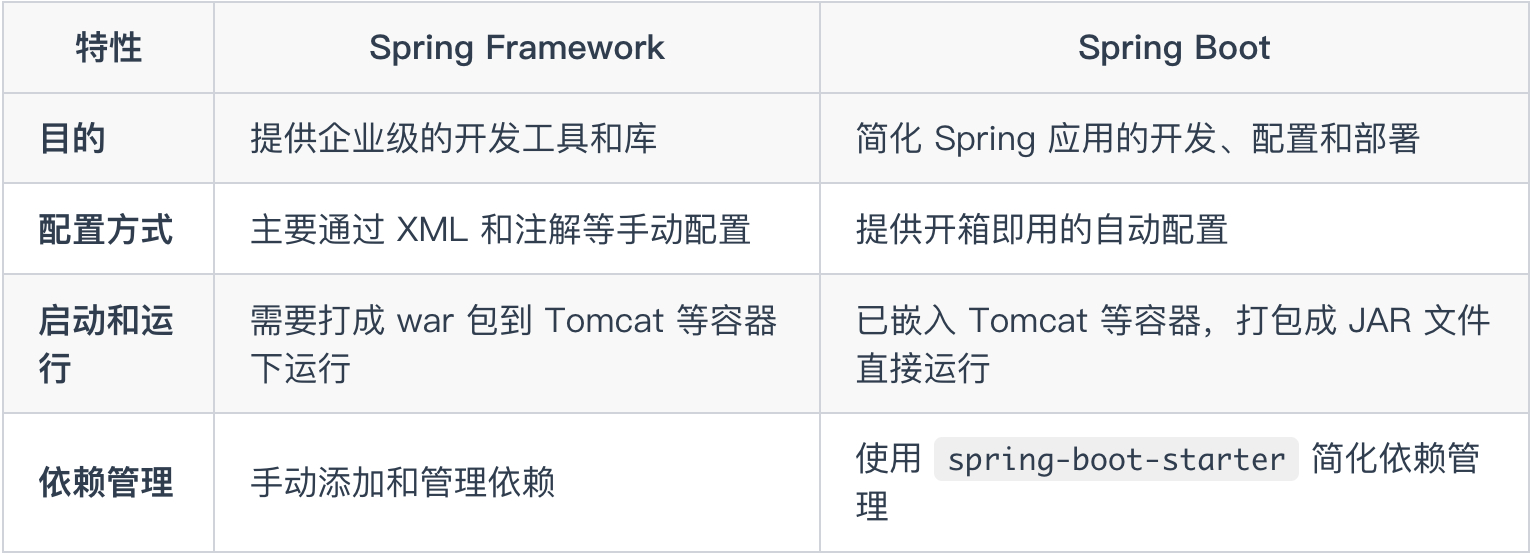 特性 Spring Framework Spring Boot
目的 提供企业级的开发工具和库 简化 Spring 应用的开发、配置和部署
配置方式 主要通过 XML 和注解等手动配置 提供开箱即用的自动配置
启动和运
行
需要打成 war 包到 Tomcat 等容器
下运行
已嵌入 Tomcat 等容器，打包成 JAR 文件
直接运行
依赖管理 手动添加和管理依赖
使用 spring-boot-starter 简化依赖管
理